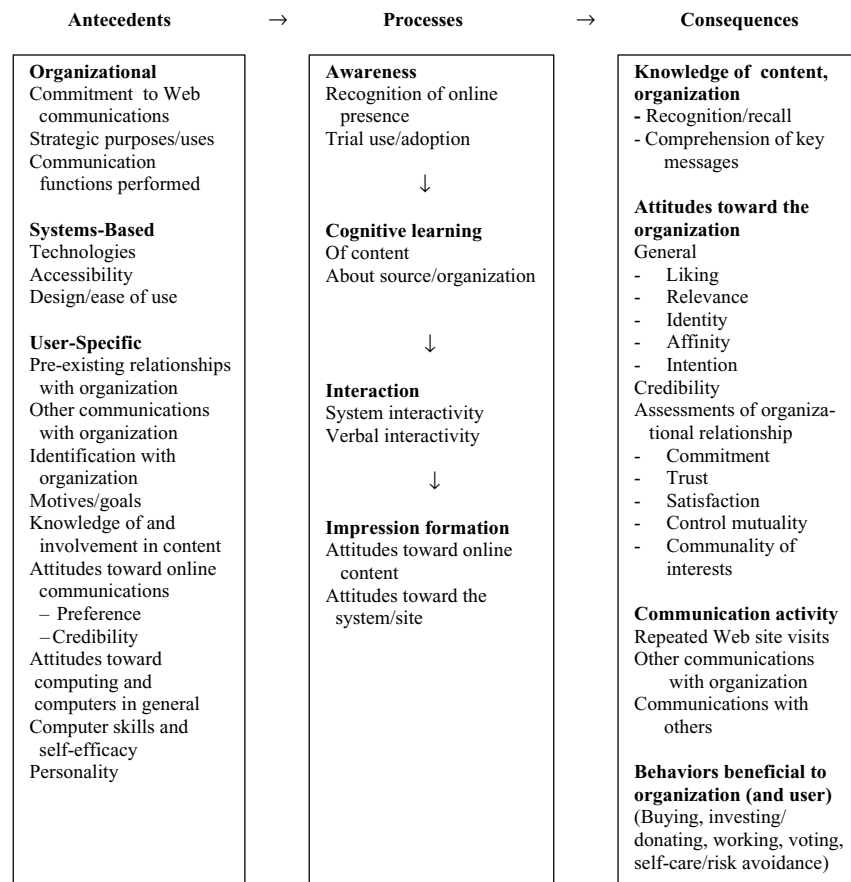 Antecedents → Processes → Consequences
Organizational
Commitment to Web
communications
Strategic purposes/uses
Communication
functions performed
Systems-Based
Technologies
Accessibility
Design/ease of use
User-Specific
Pre-existing relationships
with organization
Other communications
with organization
Identification with
organization
Motives/goals
Knowledge of and
involvement in content
Attitudes toward online
communications
– Preference
– Credibility
Attitudes toward
computing and
computers in general
Computer skills and
self-efficacy
Personality
Awareness
Recognition of online
presence
Trial use/adoption
↓
Cognitive learning
Of content
About source/organization
↓
Interaction
System interactivity
Verbal interactivity
↓
Impression formation
Attitudes toward online
content
Attitudes toward the
system/site
Knowledge of content,
organization
- Recognition/recall
- Comprehension of key
messages
Attitudes toward the
organization
General
- Liking
- Relevance
- Identity
- Affinity
- Intention
Credibility
Assessments of organiza-
tional relationship
- Commitment
- Trust
- Satisfaction
- Control mutuality
- Communality of
interests
Communication activity
Repeated Web site visits
Other communications
with organization
Communications with
others
Behaviors beneficial to
organization (and user)
(Buying, investing/
donating, working, voting,
self-care/risk avoidance)